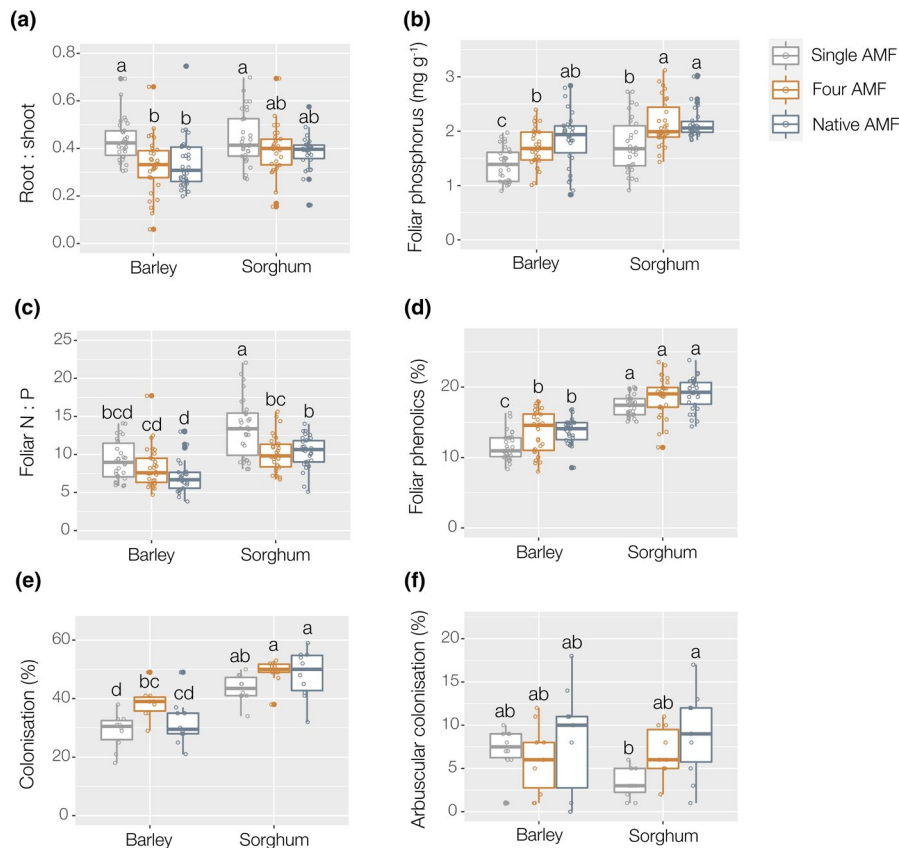 (a)
0.8
0.6
0.4
0.2
0.0
Root : shoot
a
b
b
a
ab
ab
Barley
Sorghum
(b)
3
2
1
0
Foliar phosphorus (mg g⁻¹)
c
b
ab
b
a
a
Barley
Sorghum
Single AMF
Four AMF
Native AMF
(c)
25
20
15
10
5
0
Foliar N : P
bcd
cd
d
a
bc
b
Barley
Sorghum
(d)
20
10
0
Foliar phenolics (%)
c
b
b
a
a
a
Barley
Sorghum
(e)
60
40
20
0
Colonisation (%)
d
bc
cd
ab
a
a
Barley
Sorghum
(f)
20
15
10
5
0
Arbuscular colonisation (%)
ab
ab
ab
b
ab
a
Barley
Sorghum